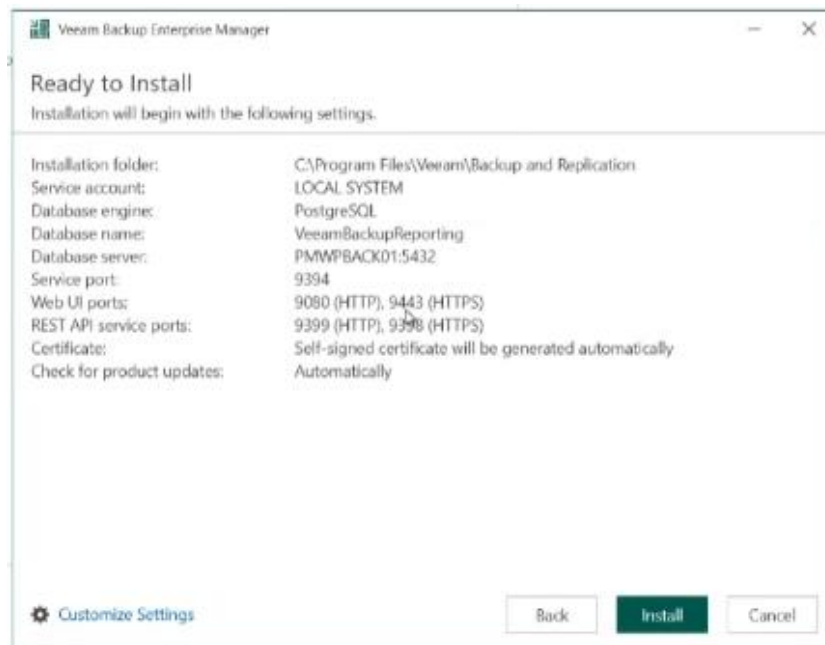 Veeam Backup Enterprise Manager
Ready to Install
Installation will begin with the following settings.
Installation folder: C:\Program Files\Veeam\Backup and Replication
Service account: LOCAL SYSTEM
Database engine: PostgreSQL
Database name: VeeamBackupReporting
Database server: PMWPBACK01:5432
Service port: 9394
Web UI ports: 9080 (HTTP), 9443 (HTTPS)
REST API service ports: 9399 (HTTP), 9398 (HTTPS)
Certificate: Self-signed certificate will be generated automatically
Check for product updates: Automatically
Customize Settings Back Install Cancel